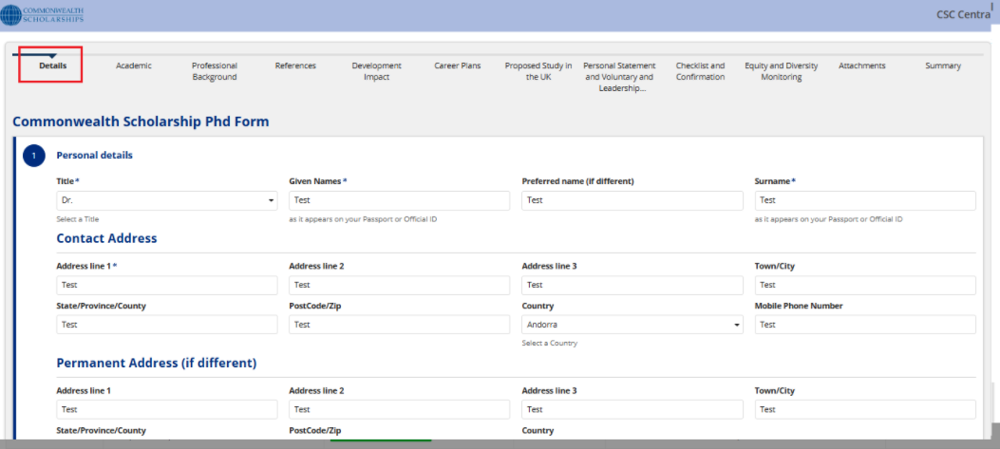 COMMONWEALTH
SCHOLARSHIPS
CSC Centra
Details
Academic
Professional
Background
References
Development
Impact
Career Plans
Proposed Study in
the UK
Personal Statement
and Voluntary and
Leadership...
Checklist and
Confirmation
Equity and Diversity
Monitoring
Attachments
Summary
Commonwealth Scholarship Phd Form
1 Personal details
Title * Given Names * Preferred name (if different) Surname *
Dr. Test Test Test
Select a Title as it appears on your Passport or Official ID as it appears on your Passport or Official ID
Contact Address
Address line 1 * Address line 2 Address line 3 Town/City
Test Test Test Test
State/Province/County PostCode/Zip Country Mobile Phone Number
Test Test Andorra Test
Select a Country
Permanent Address (if different)
Address line 1 Address line 2 Address line 3 Town/City
Test Test Test Test
State/Province/County PostCode/Zip Country